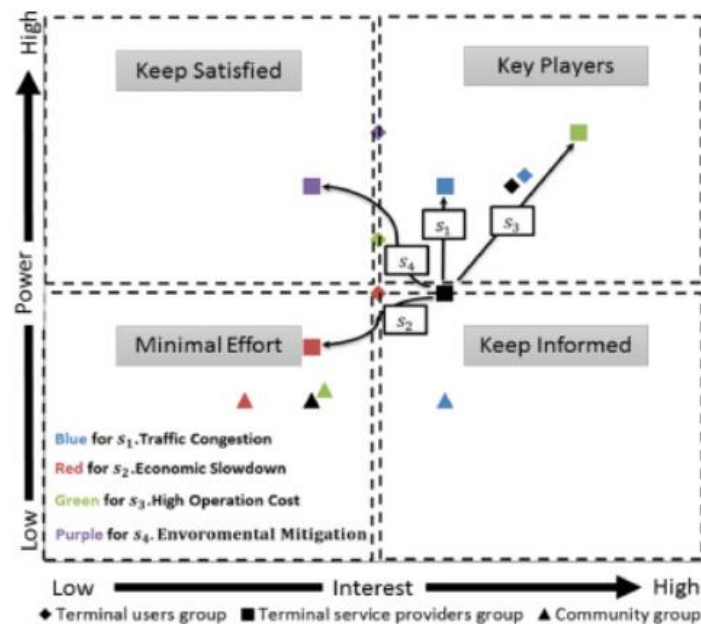 High
Keep Satisfied
Key Players
s₁
s₃
s₄
Power
s₂
Minimal Effort
Keep Informed
Blue for s₁.Traffic Congestion
Red for s₂.Economic Slowdown
Green for s₃.High Operation Cost
Purple for s₄. Envoromental Mitigation
Low
Low Interest High
Terminal users group Terminal service providers group Community group